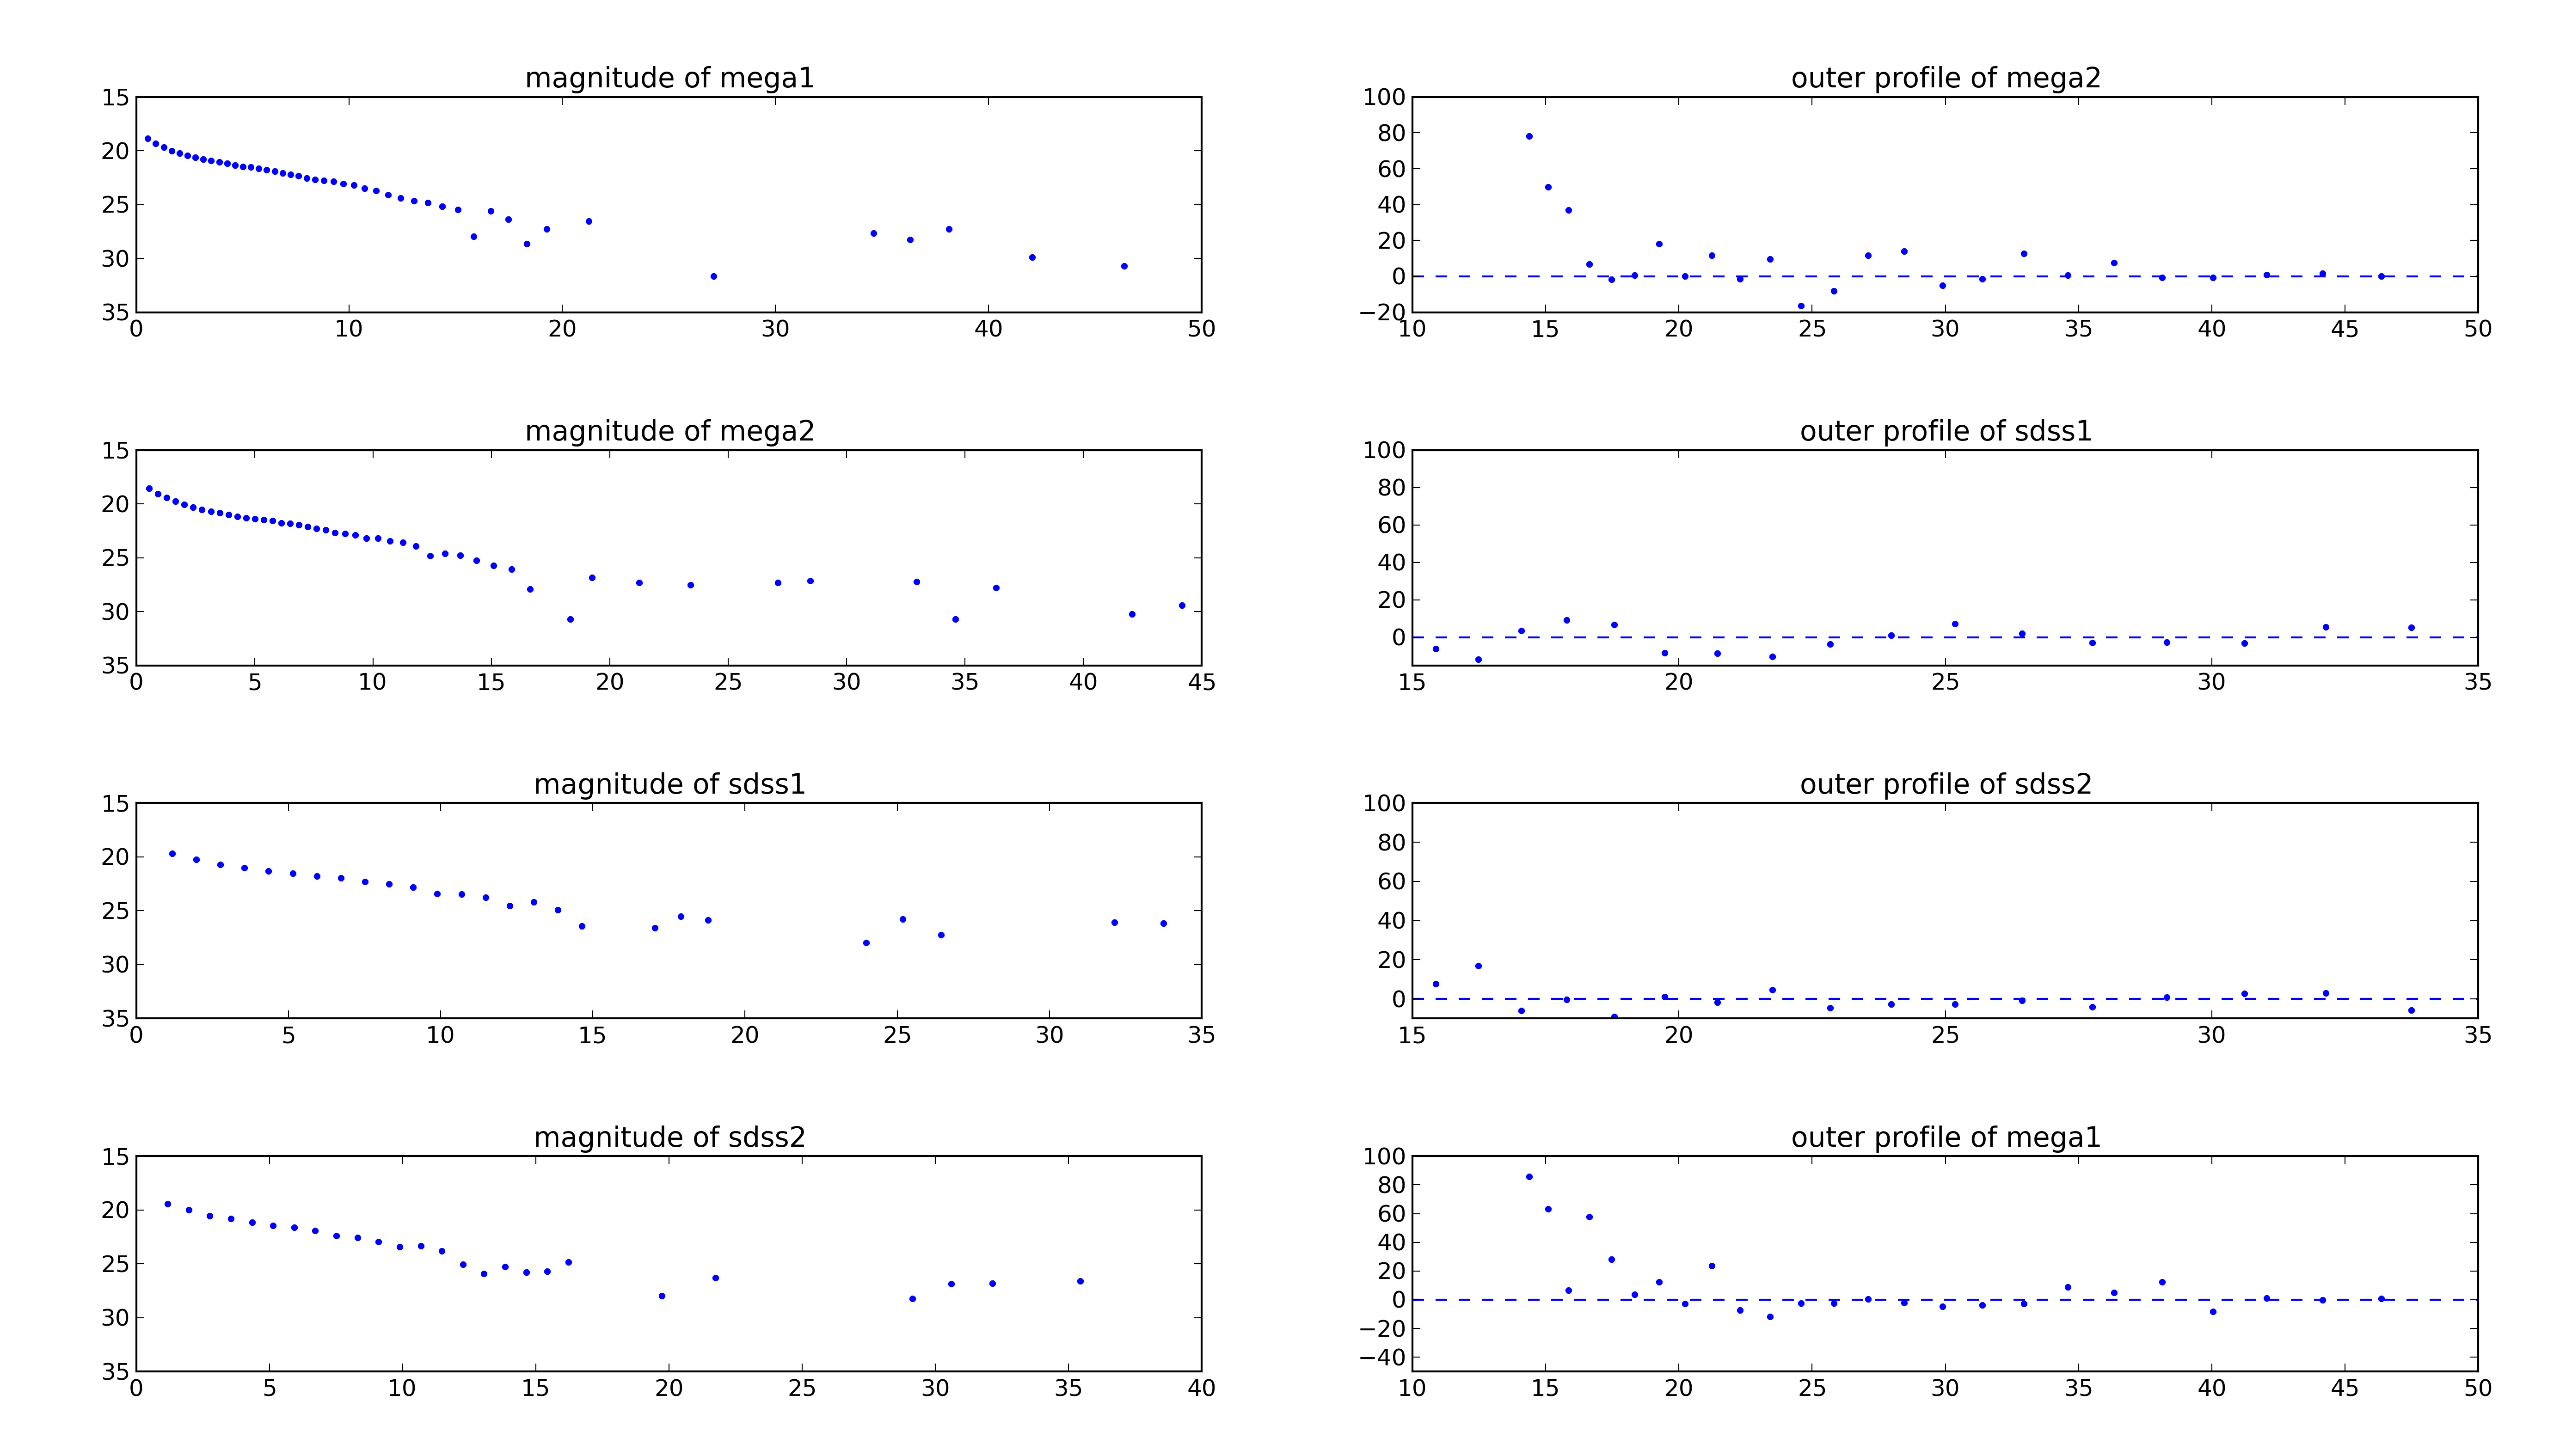 magnitude of mega1
15
20
25
30
35
0 10 20 30 40 50
outer profile of mega2
100
80
60
40
20
0
−20
10 15 20 25 30 35 40 45 50
magnitude of mega2
15
20
25
30
35
0 5 10 15 20 25 30 35 40 45
outer profile of sdss1
100
80
60
40
20
0
15 20 25 30 35
magnitude of sdss1
15
20
25
30
35
0 5 10 15 20 25 30 35
outer profile of sdss2
100
80
60
40
20
0
15 20 25 30 35
magnitude of sdss2
15
20
25
30
35
0 5 10 15 20 25 30 35 40
outer profile of mega1
100
80
60
40
20
0
−20
−40
10 15 20 25 30 35 40 45 50